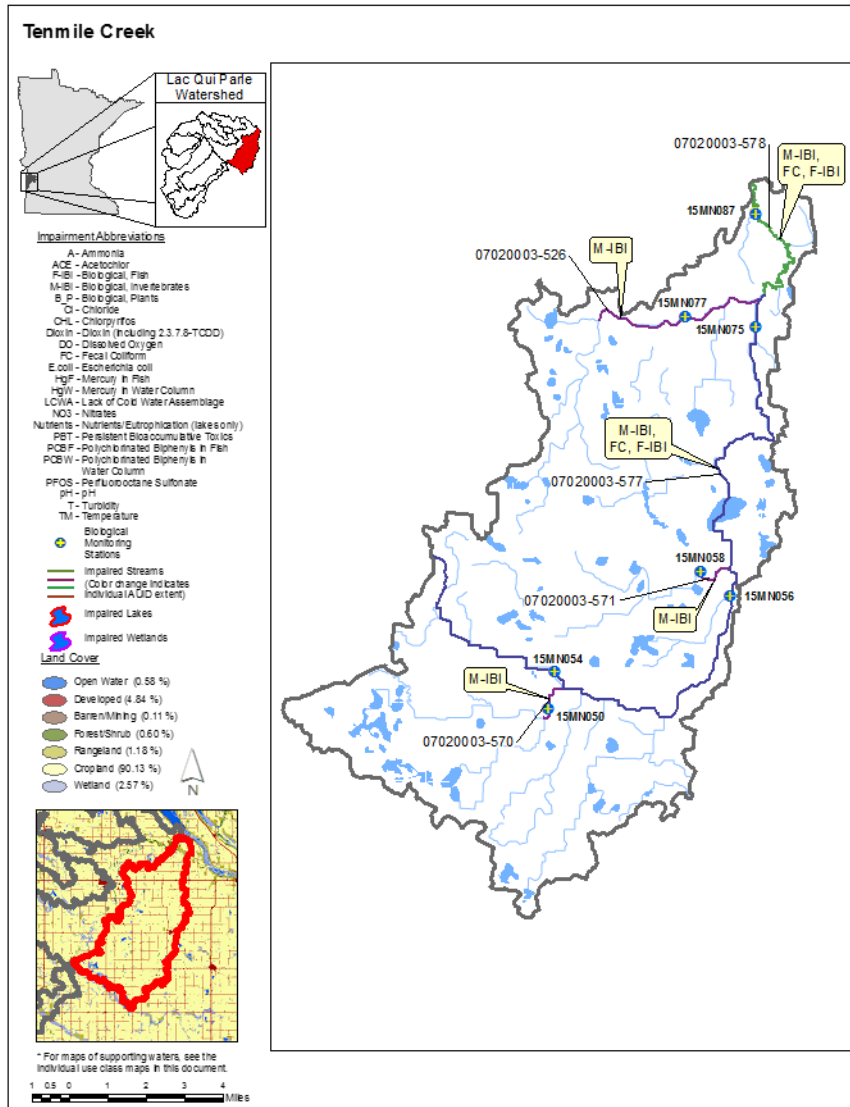 Tenmile Creek
Lac Qui Parle
Watershed
Impairment Abbreviations
A - Ammonia
ACE - Acetochlor
F-IBI - Biological, Fish
M-IBI - Biological, Invertebrates
B_P - Biological, Plants
Cl - Chloride
CHL - Chlorpyrifos
Dioxin - Dioxin (including 2.3.7.8-TCDD)
DO - Dissolved Oxygen
FC - Fecal Coliform
E.coli - Escherichia coli
HgF - Mercury in Fish
HgW - Mercury in Water Column
LCWA - Lack of Cold Water Assemblage
NO3 - Nitrates
Nutrients - Nutrients/Eutrophication (lakes only)
PBT - Persistent Bioaccumulative Toxics
PCBF - Polychlorinated Biphenyls in Fish
PCBW - Polychlorinated Biphenyls in
Water Column
PFOS - Perfluorooctane Sulfonate
pH - pH
T - Turbidity
TM - Temperature
Biological
Monitoring
Stations
Impaired Streams
(Color change indicates
individual AUID extent)
Impaired Lakes
Impaired Wetlands
Land Cover
Open Water (0.58 %)
Developed (4.84 %)
Barren/Mining (0.11 %)
Forest/Shrub (0.60 %)
Rangeland (1.18 %)
Cropland (90.13 %)
Wetland (2.57 %)
N
* For maps of supporting waters, see the
individual use class maps in this document.
1 0.5 0 1 2 3 4
Miles
07020003-578
M-IBI,
FC, F-IBI
15MN087
07020003-526
M-IBI
15MN077
15MN075
M-IBI,
FC, F-IBI
07020003-577
15MN058
07020003-571
15MN056
M-IBI
15MN054
M-IBI
15MN050
07020003-570